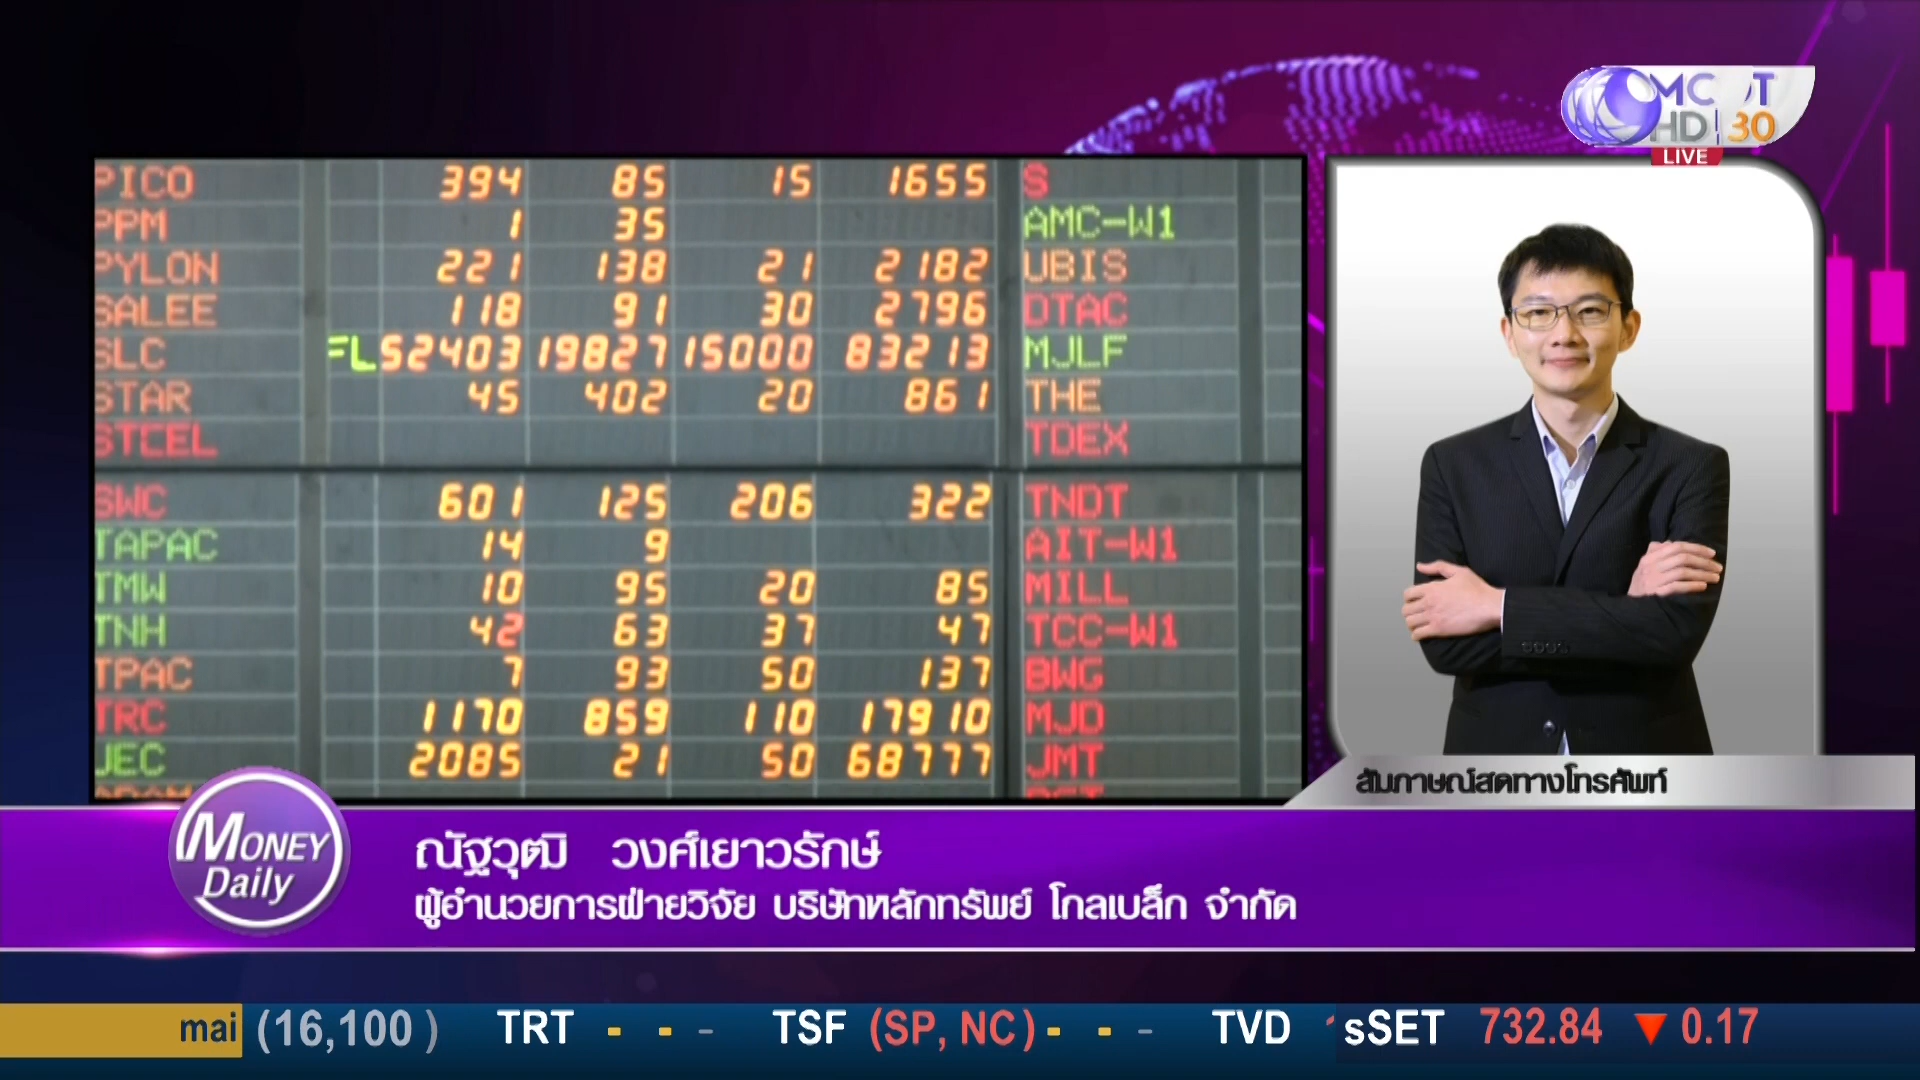 MCOT
HD 30
LIVE
PICO 394 85 15 1655 S
PPM 1 35 AMC-W1
PYLON 221 138 21 2182 UBIS
SALEE 118 91 30 2796 DTAC
SLC FL 52403 19827 15000 83213 MJLF
STAR 45 402 20 861 THE
STCEL TDEX
SWC 601 125 206 322 TNDT
TAPAC 14 9 AIT-W1
TMW 10 95 20 85 MILL
TNH 42 63 37 47 TCC-W1
TPAC 7 93 50 137 BWG
TRC 1170 859 110 17910 MJD
JEC 2085 21 50 68777 JMT
สัมภาษณ์สดทางโทรศัพท์
MONEY
Daily
ณัฐวุฒิ วงศ์เยาวรักษ์
ผู้อำนวยการฝ่ายวิจัย บริษัทหลักทรัพย์ โกลเบล็ก จำกัด
mai (16,100 ) TRT - - - TSF (SP, NC) - - - TVD sSET 732.84 ▼ 0.17